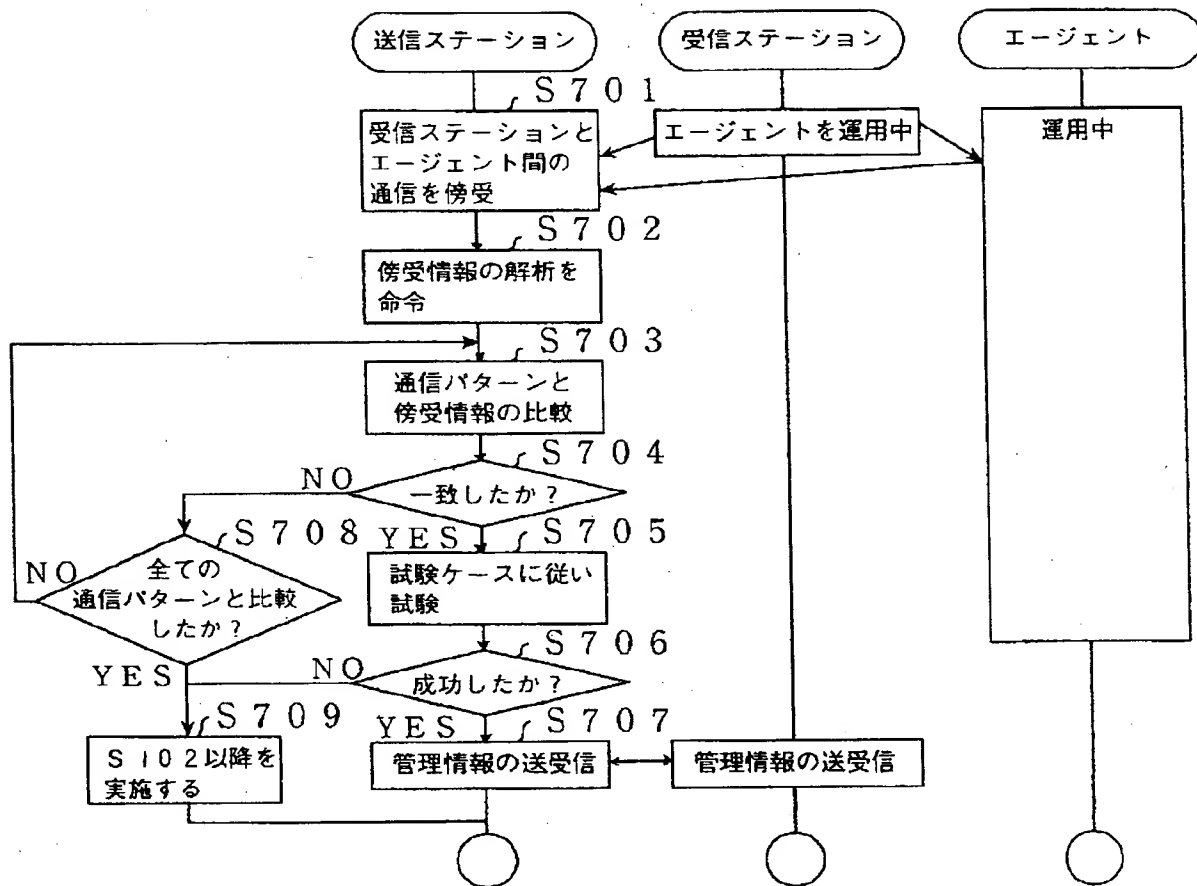 送信ステーション
受信ステーション
エージェント
S701
受信ステーションと
エージェント間の
通信を傍受
エージェントを運用中
運用中
S702
傍受情報の解析を
命令
S703
通信パターンと
傍受情報の比較
S704
NO
一致したか？
S708
YES
S705
NO
全ての
通信パターンと比較
したか？
試験ケースに従い
試験
S706
YES
NO
成功したか？
S709
YES
S707
S102以降を
実施する
管理情報の送受信
管理情報の送受信